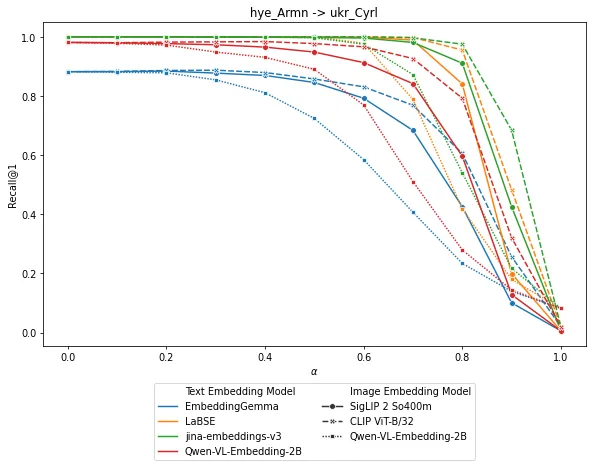 hye_Armn -> ukr_Cyrl
Recall@1
1.0
0.8
0.6
0.4
0.2
0.0
0.0 0.2 0.4 0.6 0.8 1.0
α
Text Embedding Model
EmbeddingGemma
LaBSE
jina-embeddings-v3
Qwen-VL-Embedding-2B
Image Embedding Model
SigLIP 2 So400m
CLIP ViT-B/32
Qwen-VL-Embedding-2B